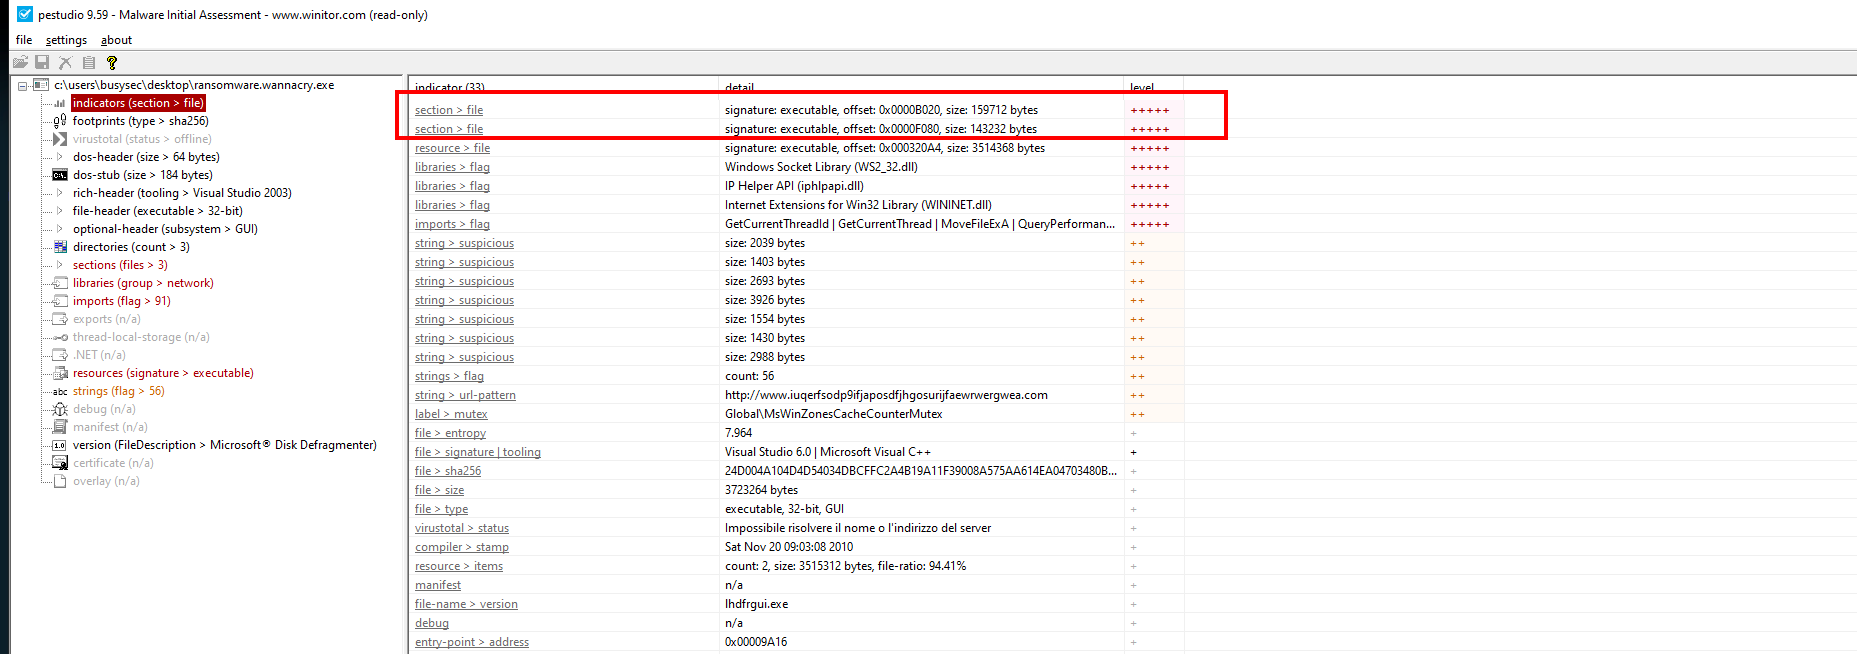 pestudio 9.59 - Malware Initial Assessment - www.winitor.com (read-only)
file settings about
c:\users\busysec\desktop\ransomware.wannacry.exe
indicators (section > file)
footprints (type > sha256)
virustotal (status > offline)
dos-header (size > 64 bytes)
dos-stub (size > 184 bytes)
rich-header (tooling > Visual Studio 2003)
file-header (executable > 32-bit)
optional-header (subsystem > GUI)
directories (count > 3)
sections (files > 3)
libraries (group > network)
imports (flag > 91)
exports (n/a)
thread-local-storage (n/a)
.NET (n/a)
resources (signature > executable)
abc strings (flag > 56)
debug (n/a)
manifest (n/a)
1.0 version (FileDescription > Microsoft® Disk Defragmenter)
certificate (n/a)
overlay (n/a)
indicator (33) detail level
section > file signature: executable, offset: 0x0000B020, size: 159712 bytes +++++
section > file signature: executable, offset: 0x0000F080, size: 143232 bytes +++++
resource > file signature: executable, offset: 0x000320A4, size: 3514368 bytes +++++
libraries > flag Windows Socket Library (WS2_32.dll) +++++
libraries > flag IP Helper API (iphlpapi.dll) +++++
libraries > flag Internet Extensions for Win32 Library (WININET.dll) +++++
imports > flag GetCurrentThreadId | GetCurrentThread | MoveFileExA | QueryPerforman... +++++
string > suspicious size: 2039 bytes ++
string > suspicious size: 1403 bytes ++
string > suspicious size: 2693 bytes ++
string > suspicious size: 3926 bytes ++
string > suspicious size: 1554 bytes ++
string > suspicious size: 1430 bytes ++
string > suspicious size: 2988 bytes ++
strings > flag count: 56 ++
string > url-pattern http://www.iuqerfsodp9ifjaposdfjhgosurijfaewrwergwea.com ++
label > mutex Global\MsWinZonesCacheCounterMutex ++
file > entropy 7.964 +
file > signature | tooling Visual Studio 6.0 | Microsoft Visual C++ +
file > sha256 24D004A104D4D54034DBCFFC2A4B19A11F39008A575AA614EA04703480B... +
file > size 3723264 bytes +
file > type executable, 32-bit, GUI +
virustotal > status Impossibile risolvere il nome o l'indirizzo del server +
compiler > stamp Sat Nov 20 09:03:08 2010 +
resource > items count: 2, size: 3515312 bytes, file-ratio: 94.41% +
manifest n/a +
file-name > version lhdfrgui.exe +
debug n/a +
entry-point > address 0x00009A16 +